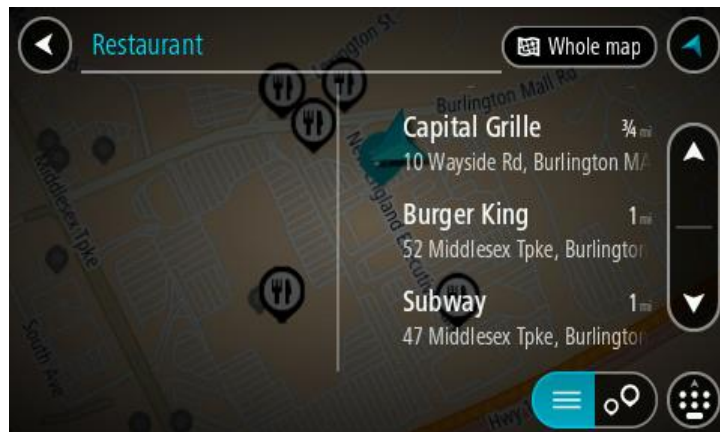 Restaurant
Whole map
Burlington Mall Rd
Capital Grille ¾ mi
10 Wayside Rd, Burlington MA
Burger King 1 mi
52 Middlesex Tpke, Burlington
Subway 1 mi
47 Middlesex Tpke, Burlington
Middlesex Tpke
South Ave